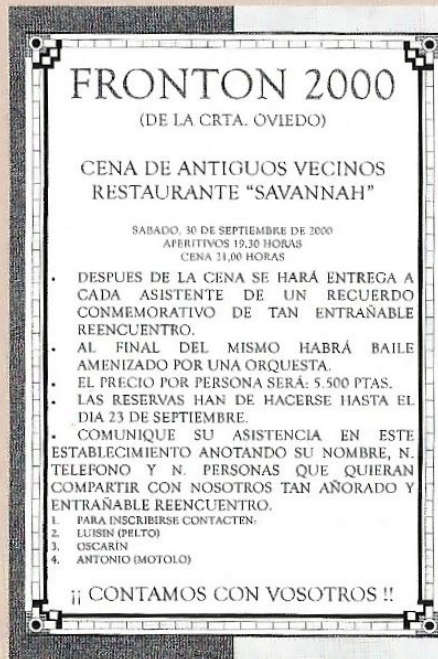 FRONTON 2000
(DE LA CRTA. OVIEDO)
CENA DE ANTIGUOS VECINOS
RESTAURANTE “SAVANNAH”
SABADO, 30 DE SEPTIEMBRE DE 2000
APERITIVOS 19,30 HORAS
CENA 21,00 HORAS
• DESPUES DE LA CENA SE HARÁ ENTREGA A
CADA ASISTENTE DE UN RECUERDO
CONMEMORATIVO DE TAN ENTRAÑABLE
REENCUENTRO.
• AL FINAL DEL MISMO HABRÁ BAILE
AMENIZADO POR UNA ORQUESTA.
• EL PRECIO POR PERSONA SERÁ: 5.500 PTAS.
• LAS RESERVAS HAN DE HACERSE HASTA EL
DIA 23 DE SEPTIEMBRE.
• COMUNIQUE SU ASISTENCIA EN ESTE
ESTABLECIMIENTO ANOTANDO SU NOMBRE, N.
TELEFONO Y N. PERSONAS QUE QUIERAN
COMPARTIR CON NOSOTROS TAN AÑORADO Y
ENTRAÑABLE REENCUENTRO.
1. PARA INSCRIBIRSE CONTACTEN:
2. LUISIN (PELTO)
3. OSCARÍN
4. ANTONIO (MOTOLO)
¡¡ CONTAMOS CON VOSOTROS !!